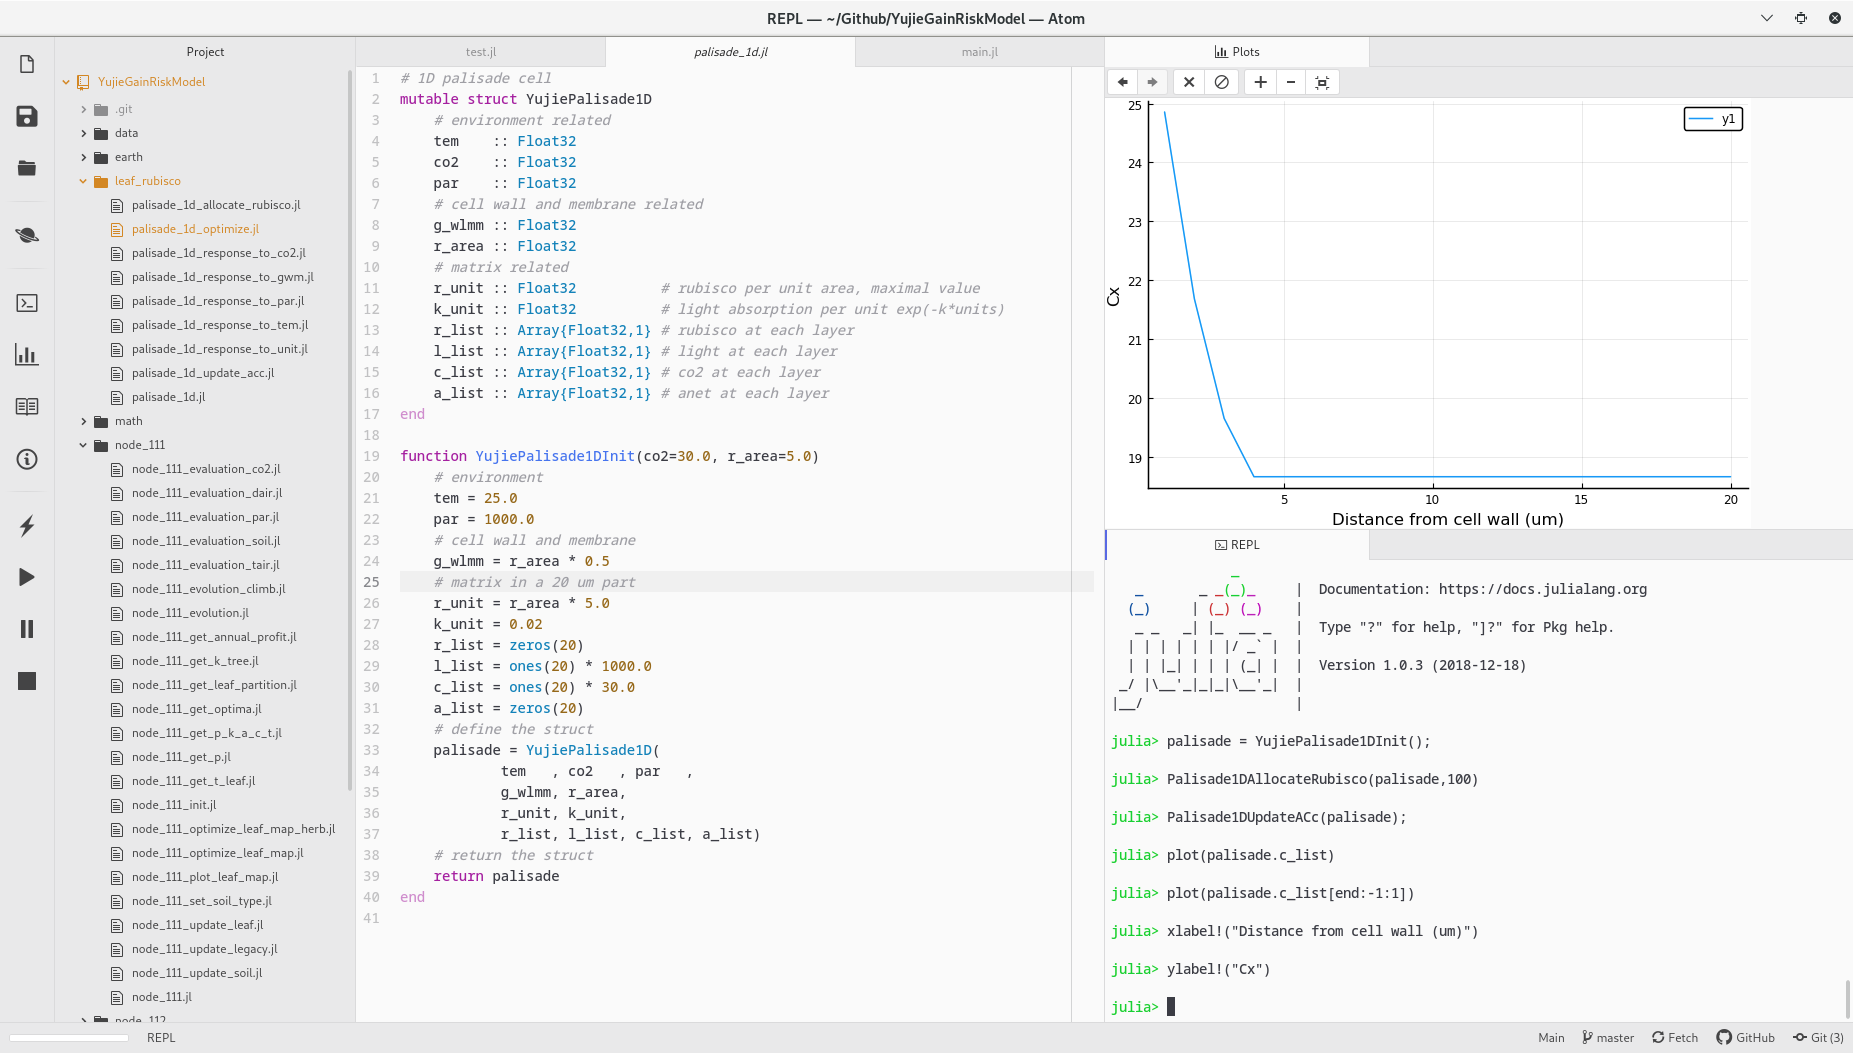 REPL — ~/Github/YujieGainRiskModel — Atom
Project
YujieGainRiskModel
.git
data
earth
leaf_rubisco
palisade_1d_allocate_rubisco.jl
palisade_1d_optimize.jl
palisade_1d_response_to_co2.jl
palisade_1d_response_to_gwm.jl
palisade_1d_response_to_par.jl
palisade_1d_response_to_tem.jl
palisade_1d_response_to_unit.jl
palisade_1d_update_acc.jl
palisade_1d.jl
math
node_111
node_111_evaluation_co2.jl
node_111_evaluation_dair.jl
node_111_evaluation_par.jl
node_111_evaluation_soil.jl
node_111_evaluation_tair.jl
node_111_evolution_climb.jl
node_111_evolution.jl
node_111_get_annual_profit.jl
node_111_get_k_tree.jl
node_111_get_leaf_partition.jl
node_111_get_optima.jl
node_111_get_p_k_a_c_t.jl
node_111_get_p.jl
node_111_get_t_leaf.jl
node_111_init.jl
node_111_optimize_leaf_map_herb.jl
node_111_optimize_leaf_map.jl
node_111_plot_leaf_map.jl
node_111_set_soil_type.jl
node_111_update_leaf.jl
node_111_update_legacy.jl
node_111_update_soil.jl
node_111.jl
node_112
test.jl
palisade_1d.jl
main.jl
1 # 1D palisade cell
2 mutable struct YujiePalisade1D
3     # environment related
4     tem    :: Float32
5     co2    :: Float32
6     par    :: Float32
7     # cell wall and membrane related
8     g_wlmm :: Float32
9     r_area :: Float32
10     # matrix related
11     r_unit :: Float32          # rubisco per unit area, maximal value
12     k_unit :: Float32          # light absorption per unit exp(-k*units)
13     r_list :: Array{Float32,1} # rubisco at each layer
14     l_list :: Array{Float32,1} # light at each layer
15     c_list :: Array{Float32,1} # co2 at each layer
16     a_list :: Array{Float32,1} # anet at each layer
17 end
18
19 function YujiePalisade1DInit(co2=30.0, r_area=5.0)
20     # environment
21     tem = 25.0
22     par = 1000.0
23     # cell wall and membrane
24     g_wlmm = r_area * 0.5
25     # matrix in a 20 um part
26     r_unit = r_area * 5.0
27     k_unit = 0.02
28     r_list = zeros(20)
29     l_list = ones(20) * 1000.0
30     c_list = ones(20) * 30.0
31     a_list = zeros(20)
32     # define the struct
33     palisade = YujiePalisade1D(
34             tem   , co2   , par   ,
35             g_wlmm, r_area,
36             r_unit, k_unit,
37             r_list, l_list, c_list, a_list)
38     # return the struct
39     return palisade
40 end
41
Plots
25
24
23
22
21
20
19
Cx
y1
5 10 15 20
Distance from cell wall (um)
REPL
               _
   _       _ _(_)_     |  Documentation: https://docs.julialang.org
  (_)     | (_) (_)    |
   _ _   _| |_  __ _   |  Type "?" for help, "]?" for Pkg help.
  | | | | | | |/ _` |  |
  | | |_| | | | (_| |  |  Version 1.0.3 (2018-12-18)
 _/ |\__'_|_|_|\__'_|  |
|__/                   |
julia> palisade = YujiePalisade1DInit();
julia> Palisade1DAllocateRubisco(palisade,100)
julia> Palisade1DUpdateACc(palisade);
julia> plot(palisade.c_list)
julia> plot(palisade.c_list[end:-1:1])
julia> xlabel!("Distance from cell wall (um)")
julia> ylabel!("Cx")
julia>
REPL
Main master Fetch GitHub Git (3)